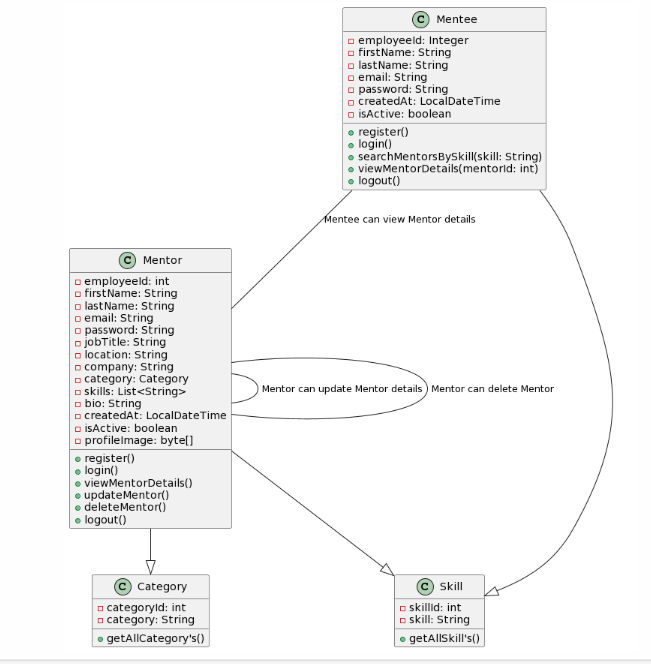 C Mentee
employeeId: Integer
firstName: String
lastName: String
email: String
password: String
createdAt: LocalDateTime
isActive: boolean
register()
login()
searchMentorsBySkill(skill: String)
viewMentorDetails(mentorId: int)
logout()
Mentee can view Mentor details
C Mentor
employeeId: int
firstName: String
lastName: String
email: String
password: String
jobTitle: String
location: String
company: String
category: Category
skills: List<String>
bio: String
createdAt: LocalDateTime
isActive: boolean
profileImage: byte[]
register()
login()
viewMentorDetails()
updateMentor()
deleteMentor()
logout()
Mentor can update Mentor details
Mentor can delete Mentor
C Category
categoryId: int
category: String
getAllCategory's()
C Skill
skillId: int
skill: String
getAllSkill's()